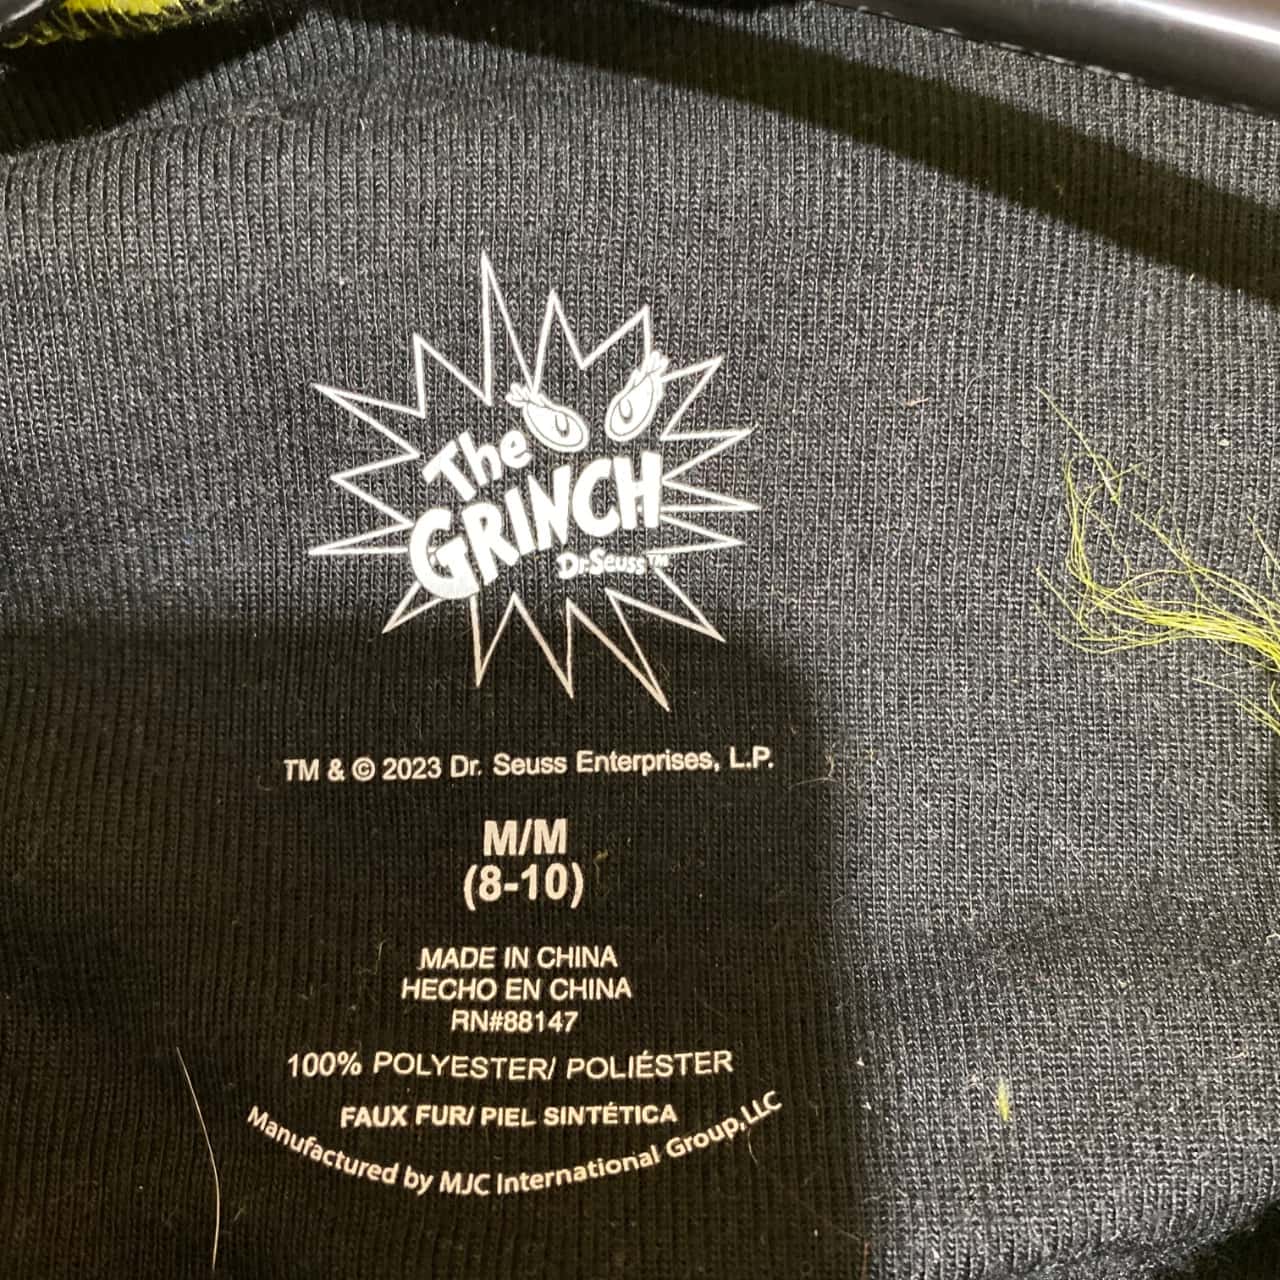 The
GRINCH
Dr. Seuss™
TM & © 2023 Dr. Seuss Enterprises, L.P.
M/M
(8-10)
MADE IN CHINA
HECHO EN CHINA
RN#88147
100% POLYESTER/ POLIÉSTER
FAUX FUR/ PIEL SINTÉTICA
Manufactured by MJC International Group,LLC